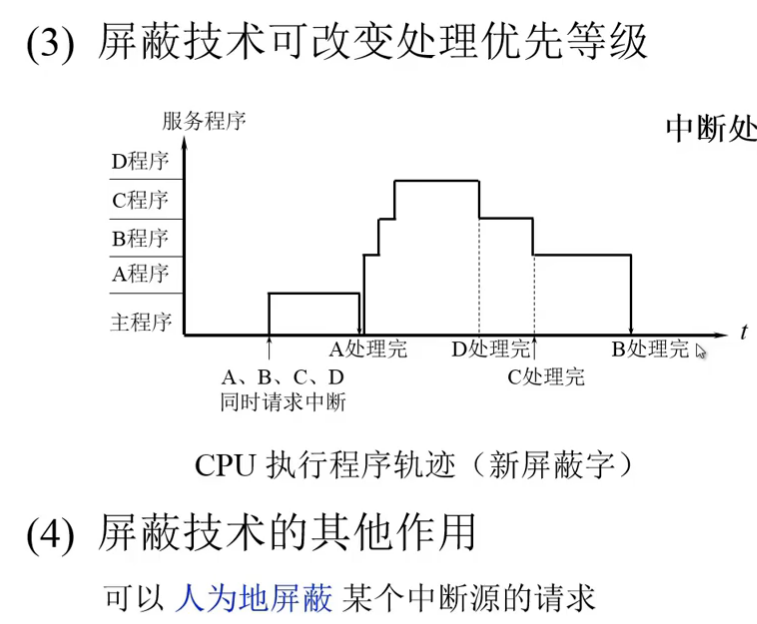 (3) 屏蔽技术可改变处理优先等级
服务程序
中断处
D程序
C程序
B程序
A程序
主程序
t
A处理完
D处理完
B处理完
A、B、C、D
同时请求中断
C处理完
CPU 执行程序轨迹（新屏蔽字）
(4) 屏蔽技术的其他作用
可以 人为地屏蔽 某个中断源的请求